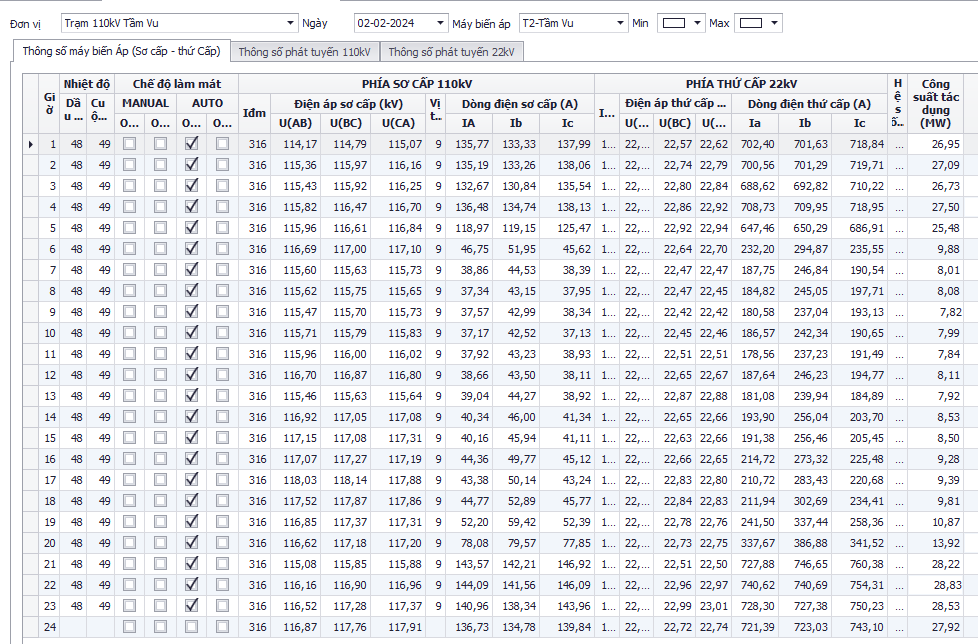 Đơn vị Trạm 110kV Tầm Vu Ngày 02-02-2024 Máy biến áp T2-Tầm Vu Min Max
Thông số máy biến Áp (Sơ cấp - thứ Cấp) Thông số phát tuyến 110kV Thông số phát tuyến 22kV
Giờ Nhiệt độ Chế độ làm mát PHÍA SƠ CẤP 110kV PHÍA THỨ CẤP 22kV Hệ số... Công suất tác dụng (MW)
Dầu ... Cuộ... MANUAL AUTO Iđm Điện áp sơ cấp (kV) Vị t... Dòng điện sơ cấp (A) I... Điện áp thứ cấp ... Dòng điện thứ cấp (A)
O... O... O... O... U(AB) U(BC) U(CA) IA Ib Ic U(... U(BC) U(... Ia Ib Ic
1 48 49 316 114,17 114,79 115,07 9 135,77 133,33 137,99 1... 22,... 22,57 22,62 702,40 701,63 718,84 ... 26,95
2 48 49 316 115,36 115,97 116,16 9 135,19 133,26 138,06 1... 22,... 22,74 22,79 700,56 701,29 719,71 ... 27,09
3 48 49 316 115,43 115,92 116,25 9 132,67 130,84 135,54 1... 22,... 22,80 22,84 688,62 692,82 710,22 ... 26,73
4 48 49 316 115,82 116,47 116,70 9 136,48 134,74 138,13 1... 22,... 22,86 22,92 708,73 709,95 718,95 ... 27,50
5 48 49 316 115,96 116,61 116,84 9 118,97 119,15 125,47 1... 22,... 22,92 22,94 647,46 650,29 686,91 ... 25,48
6 48 49 316 116,69 117,00 117,10 9 46,75 51,95 45,62 1... 22,... 22,64 22,70 232,20 294,87 235,55 ... 9,88
7 48 49 316 115,60 115,63 115,73 9 38,86 44,53 38,39 1... 22,... 22,47 22,47 187,75 246,84 190,54 ... 8,01
8 48 49 316 115,62 115,75 115,65 9 37,34 43,15 37,95 1... 22,... 22,47 22,45 184,82 245,05 197,71 ... 8,08
9 48 49 316 115,47 115,70 115,73 9 37,57 42,99 38,34 1... 22,... 22,42 22,42 180,58 237,04 193,13 ... 7,82
10 48 49 316 115,71 115,79 115,83 9 37,17 42,52 37,13 1... 22,... 22,45 22,46 186,57 242,34 190,65 ... 7,99
11 48 49 316 115,96 116,00 116,02 9 37,92 43,23 38,93 1... 22,... 22,51 22,51 178,56 237,23 191,49 ... 7,84
12 48 49 316 116,70 116,87 116,80 9 38,66 43,50 38,11 1... 22,... 22,65 22,67 187,64 246,23 194,77 ... 8,11
13 48 49 316 115,46 115,63 115,64 9 39,04 44,27 38,92 1... 22,... 22,87 22,88 181,08 239,94 184,89 ... 7,92
14 48 49 316 116,92 117,05 117,08 9 40,34 46,00 41,34 1... 22,... 22,65 22,66 193,90 256,04 203,70 ... 8,53
15 48 49 316 117,15 117,08 117,31 9 40,16 45,94 41,11 1... 22,... 22,63 22,66 191,38 256,46 205,45 ... 8,50
16 48 49 316 117,07 117,27 117,19 9 44,36 49,77 45,12 1... 22,... 22,66 22,65 214,72 273,32 225,48 ... 9,28
17 48 49 316 118,03 118,14 117,88 9 43,38 50,14 43,24 1... 22,... 22,83 22,80 210,72 283,43 220,68 ... 9,39
18 48 49 316 117,52 117,87 117,86 9 44,77 52,89 45,77 1... 22,... 22,84 22,83 211,94 302,69 234,41 ... 9,81
19 48 49 316 116,85 117,37 117,31 9 52,20 59,42 52,39 1... 22,... 22,78 22,76 241,50 337,44 258,36 ... 10,87
20 48 49 316 116,62 117,18 117,20 9 78,08 79,57 77,85 1... 22,... 22,73 22,75 337,67 386,88 341,52 ... 13,92
21 48 49 316 115,08 115,85 115,88 9 143,57 142,21 146,92 1... 22,... 22,51 22,50 727,88 746,65 760,38 ... 28,22
22 48 49 316 116,16 116,90 116,96 9 144,09 141,56 146,09 1... 22,... 22,96 22,97 740,62 740,69 754,31 ... 28,83
23 48 49 316 116,52 117,28 117,37 9 140,96 138,34 143,96 1... 22,... 22,99 23,01 728,30 727,38 750,23 ... 28,53
24 316 116,87 117,76 117,91 136,73 134,78 139,84 1... 22,... 22,72 22,74 721,39 723,03 743,10 ... 27,92